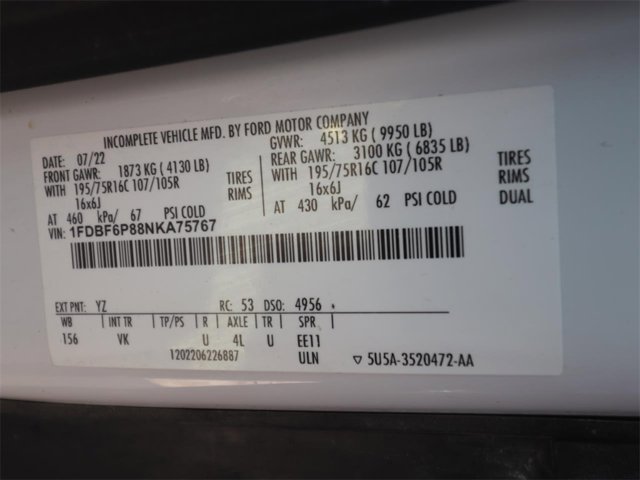 INCOMPLETE VEHICLE MFD. BY FORD MOTOR COMPANY
DATE: 07/22 GVWR: 4513 KG ( 9950 LB)
FRONT GAWR: 1873 KG ( 4130 LB) REAR GAWR: 3100 KG ( 6835 LB)
WITH 195/75R16C 107/105R TIRES WITH 195/75R16C 107/105R TIRES
16x6J RIMS 16x6J RIMS
AT 460 kPa/ 67 PSI COLD AT 430 kPa/ 62 PSI COLD DUAL
VIN: 1FDBF6P88NKA75767
EXT PNT: YZ RC: 53 DSO: 4956
WB INT TR TP/PS R AXLE TR SPR
156 VK U 4L U EE11
1202206226887 ULN ▽ 5U5A-3520472-AA